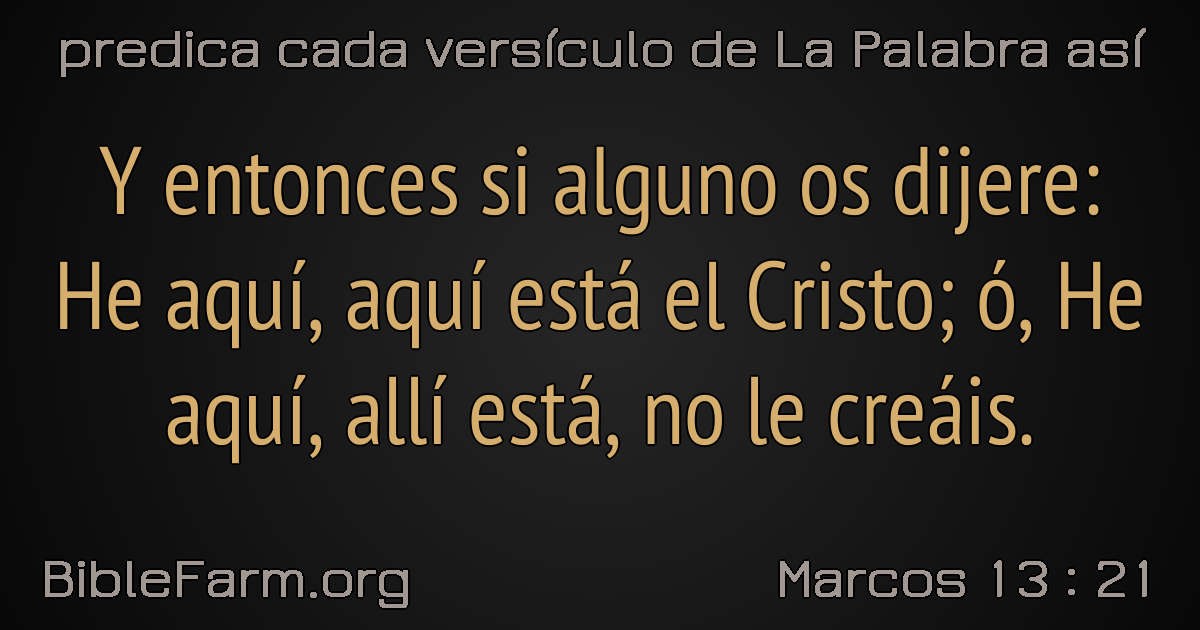 predica cada versículo de La Palabra así
Y entonces si alguno os dijere:
He aquí, aquí está el Cristo; ó, He
aquí, allí está, no le creáis.
BibleFarm.org
Marcos 13 : 21